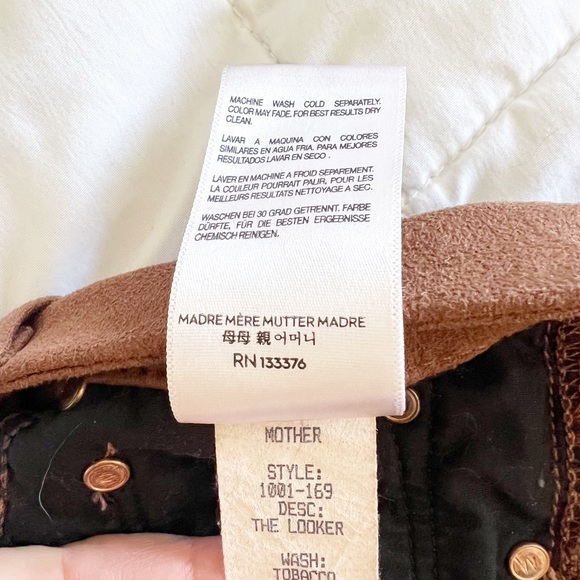 MACHINE WASH COLD SEPARATELY.
COLOR MAY FADE. FOR BEST RESULTS DRY
CLEAN.
LAVAR A MAQUINA CON COLORES
SIMILARES EN AGUA FRIA. PARA MEJORES
RESULTADOS LAVAR EN SECO .
LAVER EN MACHINE A FROID SEPAREMENT.
LA COULEUR POURRAIT PALIR, POUR LES
MEILLEURS RESULTATS NETTOYAGE A SEC.
WASCHEN BEI 30 GRAD GETRENNT. FARBE
DÜRFTE, FÜR DIE BESTEN ERGEBNISSE
CHEMISCH REINIGEN.
MADRE MÈRE MUTTER MADRE
母母 親 어머니
RN 133376
MOTHER
STYLE:
1001-169
DESC:
THE LOOKER
WASH:
TOBACCO